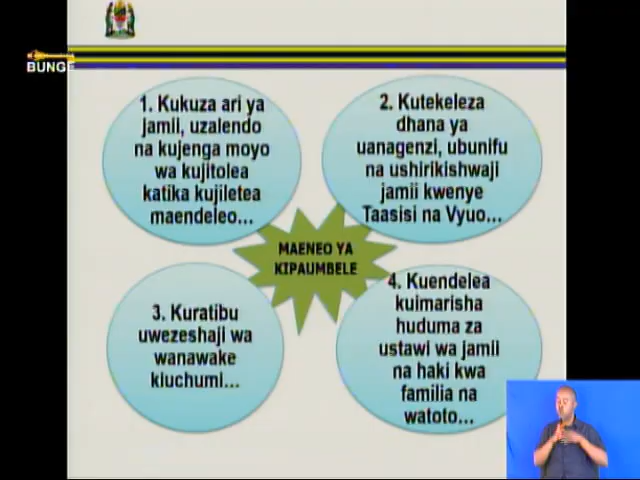 BUNGE
1. Kukuza ari ya
jamii, uzalendo
na kujenga moyo
wa kujitolea
katika kujiletea
maendeleo...
2. Kutekeleza
dhana ya
uanagenzi, ubunifu
na ushirikishwaji
jamii kwenye
Taasisi na Vyuo...
MAENEO YA
KIPAUMBELE
3. Kuratibu
uwezeshaji wa
wanawake
kiuchumi...
4. Kuendelea
kuimarisha
huduma za
ustawi wa jamii
na haki kwa
familia na
watoto...